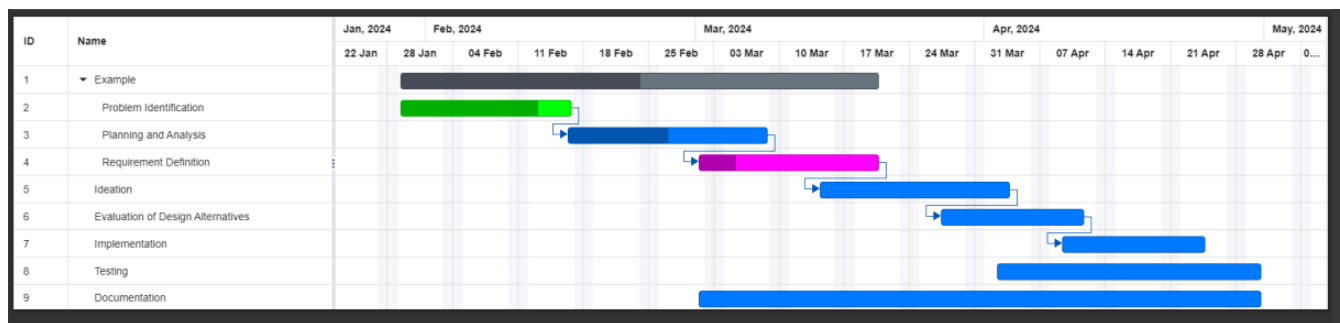 ID Name Jan, 2024 Feb, 2024 Mar, 2024 Apr, 2024 May, 2024
22 Jan 28 Jan 04 Feb 11 Feb 18 Feb 25 Feb 03 Mar 10 Mar 17 Mar 24 Mar 31 Mar 07 Apr 14 Apr 21 Apr 28 Apr 0...
1 Example
2 Problem Identification
3 Planning and Analysis
4 Requirement Definition
5 Ideation
6 Evaluation of Design Alternatives
7 Implementation
8 Testing
9 Documentation